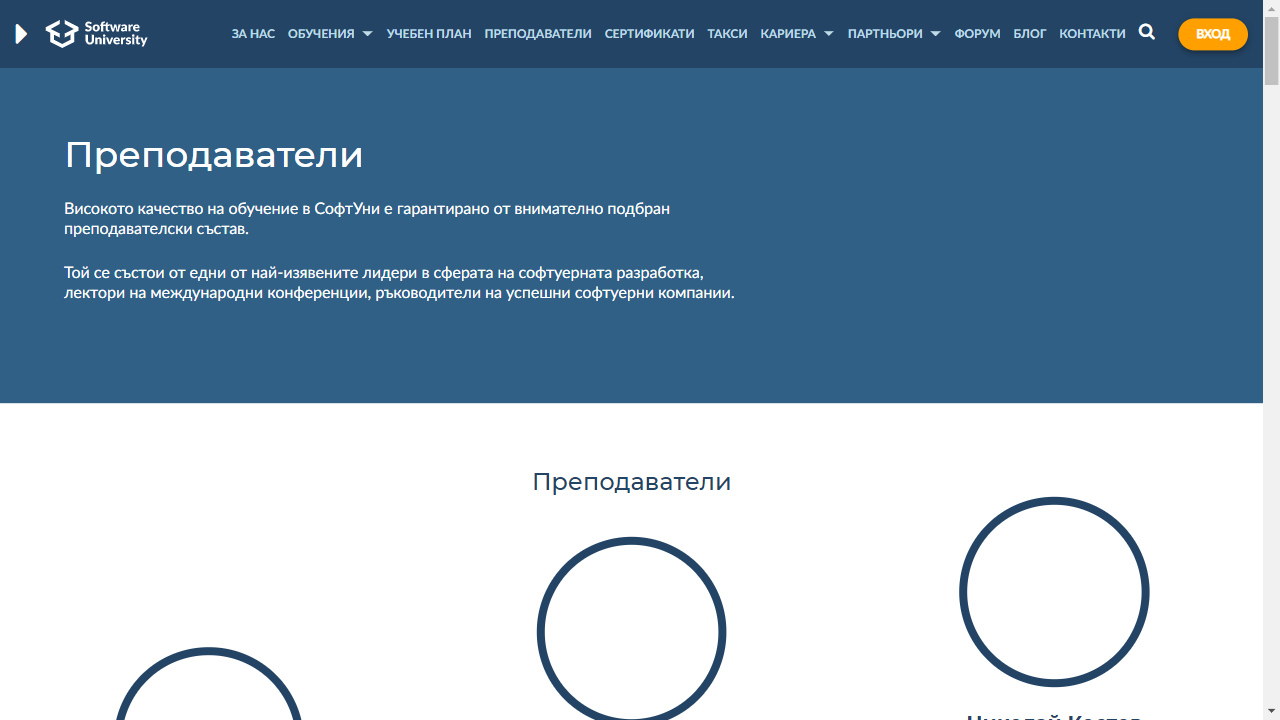 Software
University
ЗА НАС ОБУЧЕНИЯ УЧЕБЕН ПЛАН ПРЕПОДАВАТЕЛИ СЕРТИФИКАТИ ТАКСИ КАРИЕРА ПАРТНЬОРИ ФОРУМ БЛОГ КОНТАКТИ ВХОД
Преподаватели
Високото качество на обучение в СофтУни е гарантирано от внимателно подбран
преподавателски състав.
Той се състои от едни от най-изявените лидери в сферата на софтуерната разработка,
лектори на международни конференции, ръководители на успешни софтуерни компании.
Преподаватели
Николай Костов